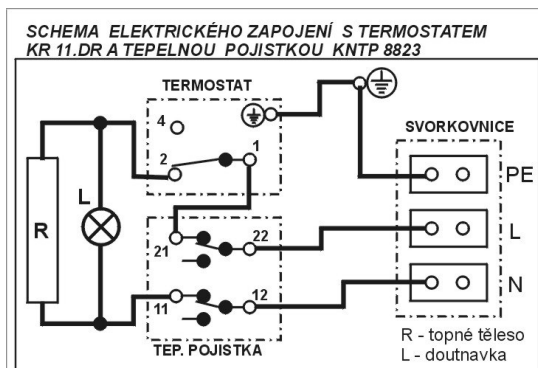 SCHEMA ELEKTRICKÉHO ZAPOJENÍ S TERMOSTATEM
KR 11.DR A TEPELNOU POJISTKOU KNTP 8823
TERMOSTAT
SVORKOVNICE
4
1
2
PE
L
R
L
21
22
N
11
12
TEP. POJISTKA
R - topné těleso
L - doutnavka